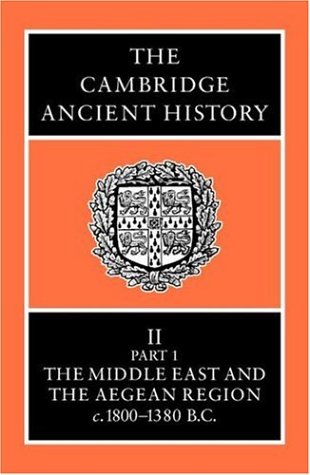 THE
CAMBRIDGE
ANCIENT HISTORY
II
PART 1
THE MIDDLE EAST AND
THE AEGEAN REGION
c. 1800–1380 B.C.